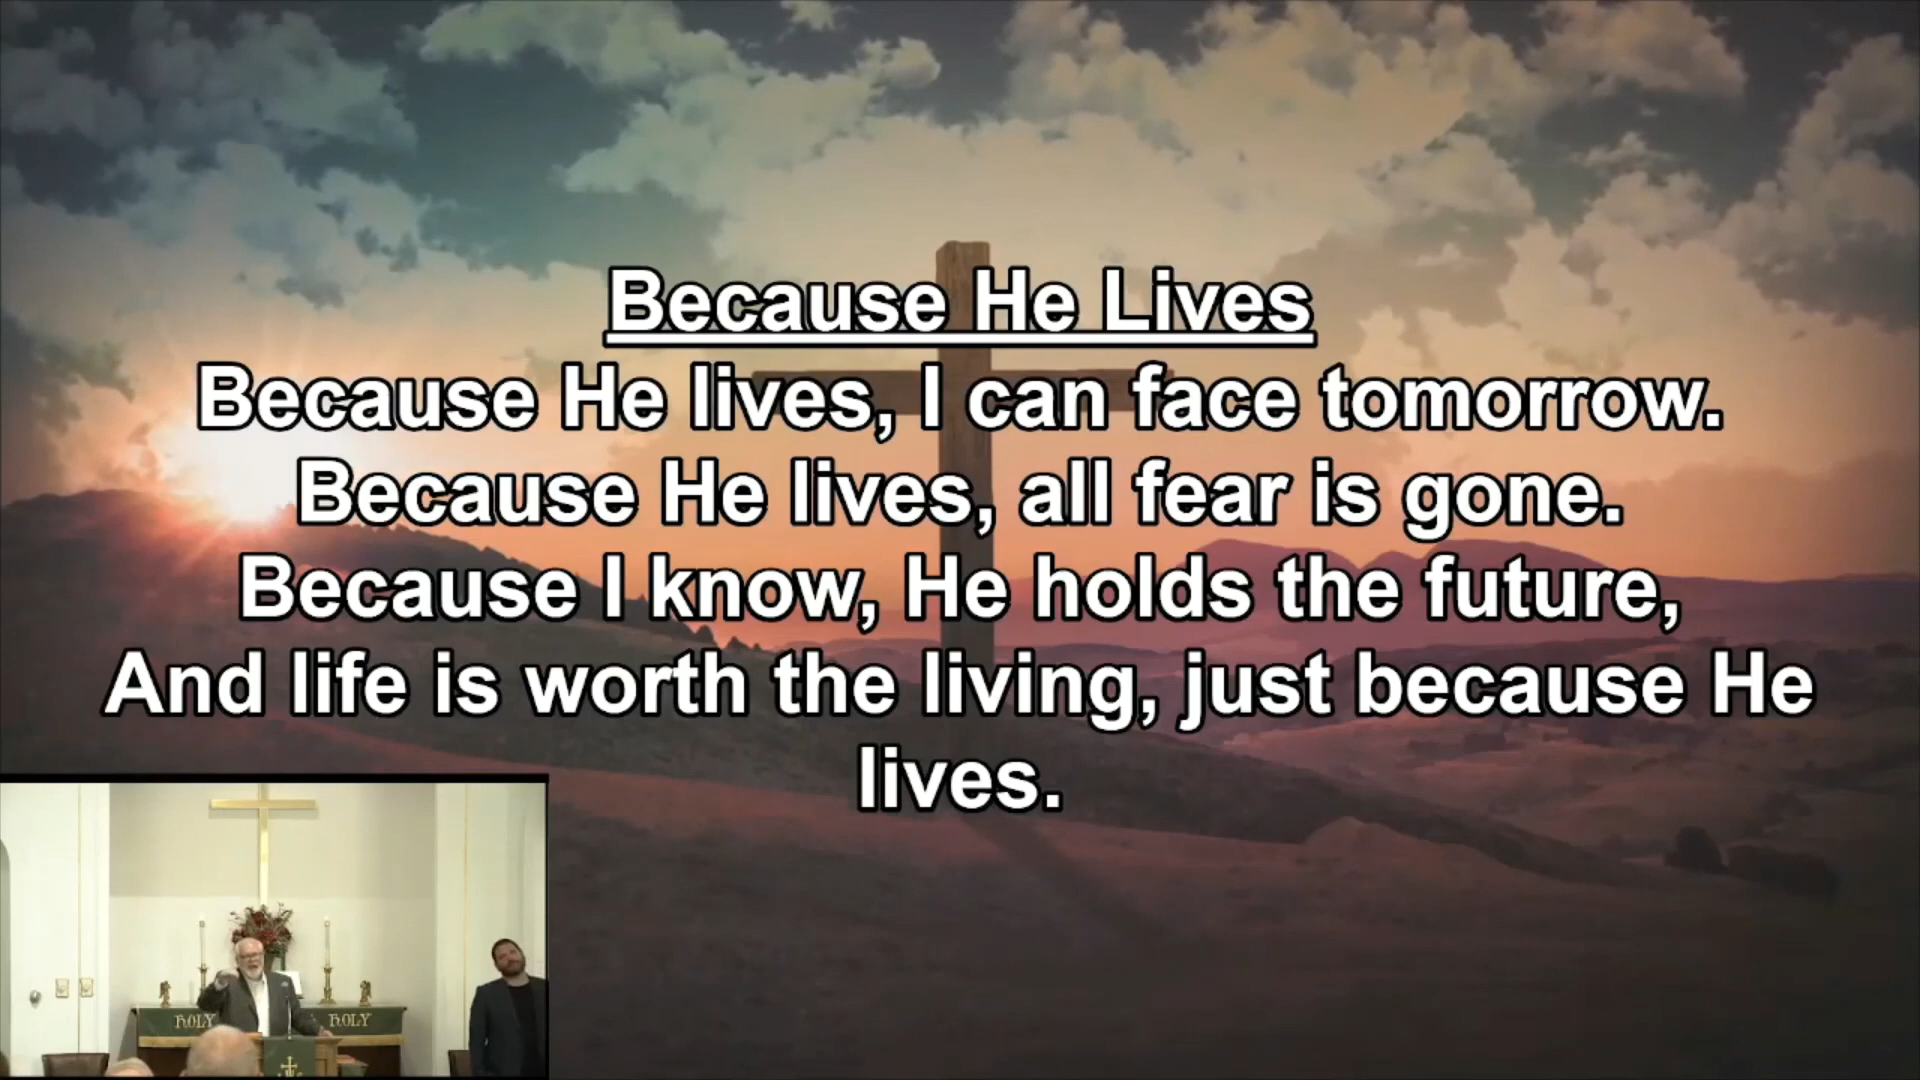 Because He Lives
Because He lives, I can face tomorrow.
Because He lives, all fear is gone.
Because I know, He holds the future,
And life is worth the living, just because He
lives.
HOLY HOLY